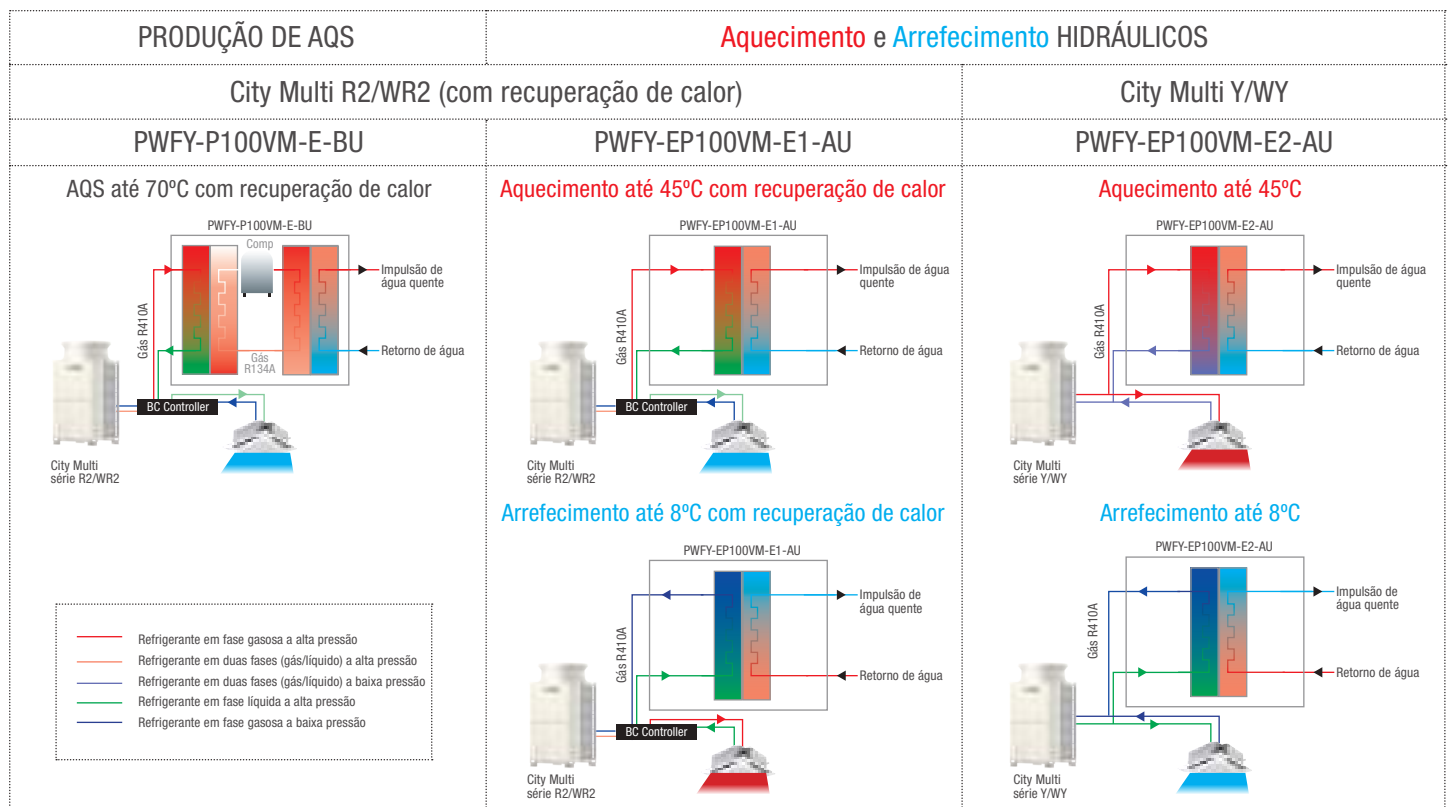 PRODUÇÃO DE AQS
Aquecimento e Arrefecimento HIDRÁULICOS
City Multi R2/WR2 (com recuperação de calor)
City Multi Y/WY
PWFY-P100VM-E-BU
PWFY-EP100VM-E1-AU
PWFY-EP100VM-E2-AU
AQS até 70ºC com recuperação de calor
PWFY-P100VM-E-BU
Comp
Impulsão de
água quente
Gás R410A
Gás
R134A
Retorno de água
BC Controller
City Multi
série R2/WR2
Aquecimento até 45ºC com recuperação de calor
PWFY-EP100VM-E1-AU
Impulsão de água
quente
Gás R410A
Retorno de água
BC Controller
City Multi
série R2/WR2
Aquecimento até 45ºC
PWFY-EP100VM-E2-AU
Impulsão de água
quente
Gás R410A
Retorno de água
City Multi
série Y/WY
Refrigerante em fase gasosa a alta pressão
Refrigerante em duas fases (gás/líquido) a alta pressão
Refrigerante em duas fases (gás/líquido) a baixa pressão
Refrigerante em fase líquida a alta pressão
Refrigerante em fase gasosa a baixa pressão
Arrefecimento até 8ºC com recuperação de calor
PWFY-EP100VM-E1-AU
Impulsão de
água quente
Gás R410A
Retorno de água
BC Controller
City Multi
série R2/WR2
Arrefecimento até 8ºC
PWFY-EP100VM-E2-AU
Impulsão de
água quente
Gás R410A
Retorno de água
City Multi
série Y/WY